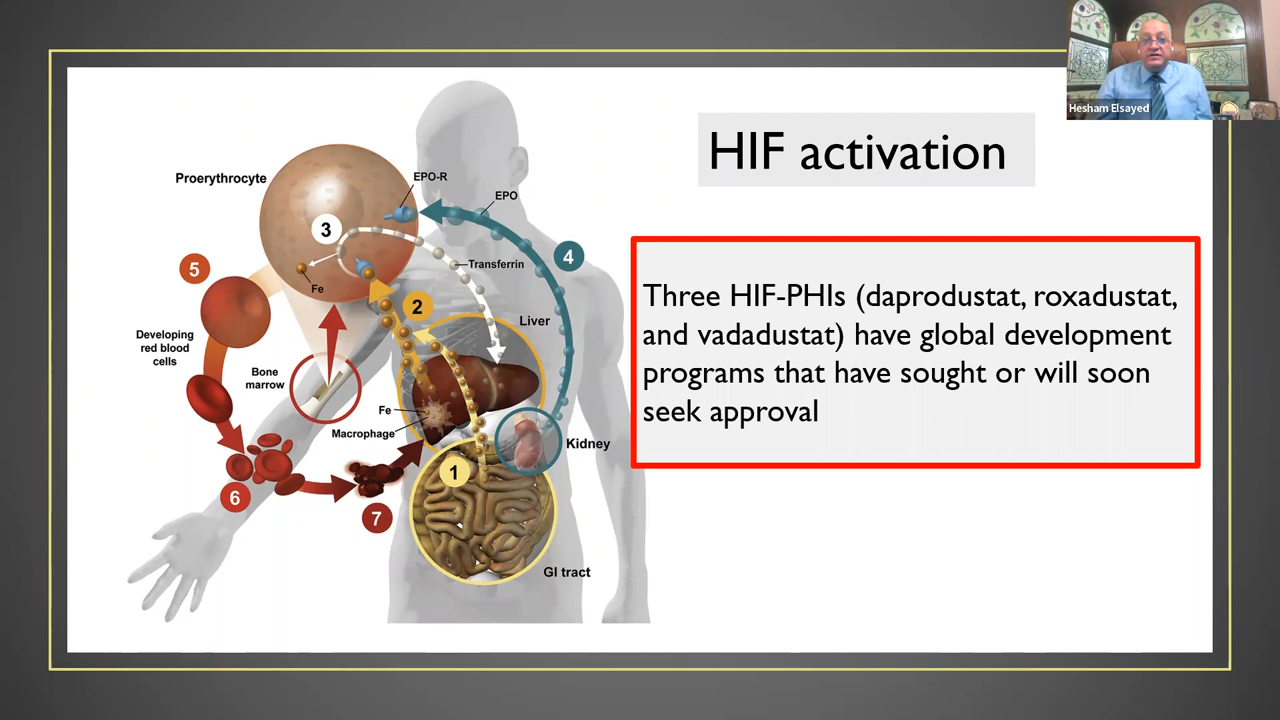 Hesham Elsayed
HIF activation
Three HIF-PHIs (daprodustat, roxadustat,
and vadadustat) have global development
programs that have sought or will soon
seek approval
Proerythrocyte
EPO-R
EPO
3
4
5
Transferrin
Fe
2
Liver
Developing
red blood
cells
Bone
marrow
Fe
Macrophage
Kidney
1
6
7
GI tract